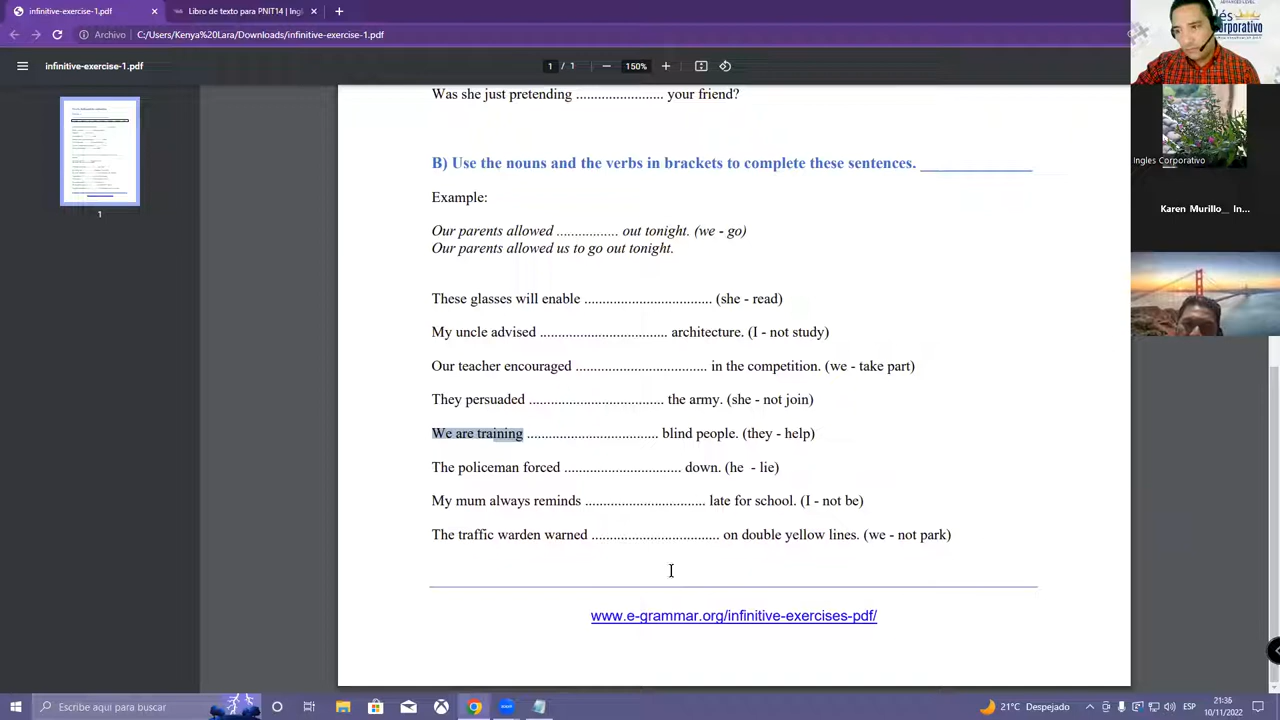 infinitive-exercise-1.pdf
Libro de texto para PNIT14 | Ingl
Archivo
C:/Users/Kenya%20Lara/Downloads/infinitive-exercise-1.pdf
infinitive-exercise-1.pdf
1 / 1
150%
1
Was she just pretending ....................... your friend?
B) Use the nouns and the verbs in brackets to complete these sentences.
Example:
Our parents allowed ................. out tonight. (we - go)
Our parents allowed us to go out tonight.
These glasses will enable .................................. (she - read)
My uncle advised .................................. architecture. (I - not study)
Our teacher encouraged ................................... in the competition. (we - take part)
They persuaded .................................... the army. (she - not join)
We are training ................................... blind people. (they - help)
The policeman forced ............................... down. (he - lie)
My mum always reminds ................................ late for school. (I - not be)
The traffic warden warned .................................. on double yellow lines. (we - not park)
www.e-grammar.org/infinitive-exercises-pdf/
ADVANCED LEVEL
és
orporativo
Ingles Corporativo
Karen Murillo__ In...
Escribe aquí para buscar
zoom
21°C Despejado
ESP
21:36
10/11/2022